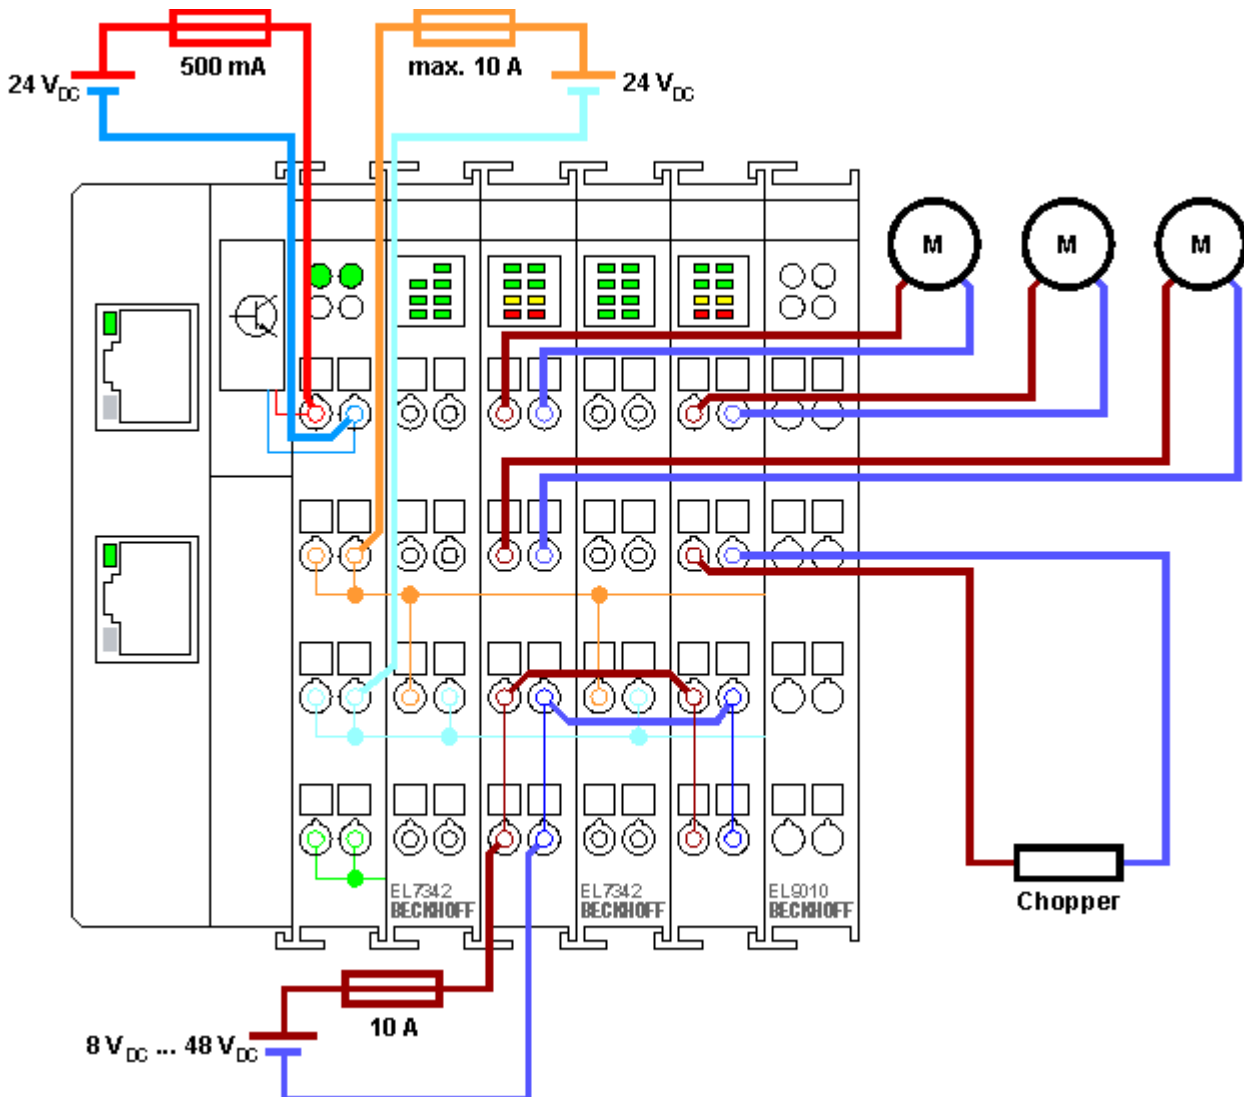 500 mA
max. 10 A
24 VDC
24 VDC
M
M
M
EL7342
BECKHOFF
EL7342
BECKHOFF
EL9010
BECKHOFF
Chopper
10 A
8 VDC ... 48 VDC